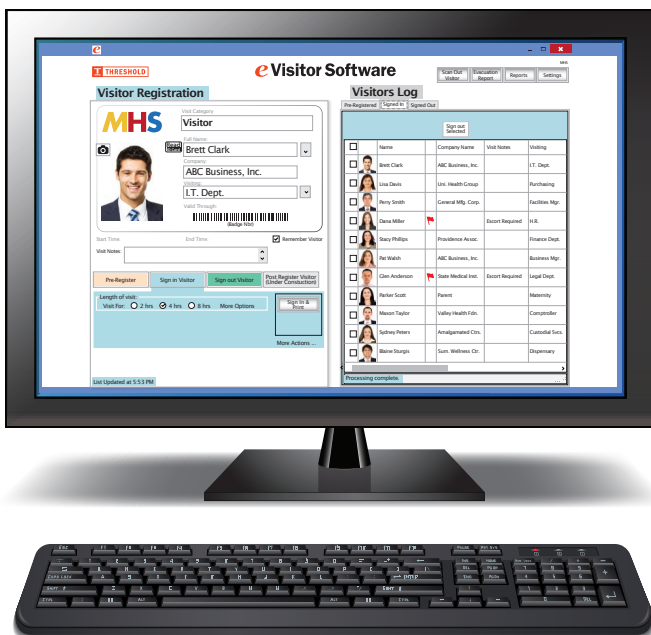 e
THRESHOLD
eVisitor Software
MHS
Scan Out Visitor
Evacuation Report
Reports
Settings
Visitor Registration
Visitors Log
Pre-Registered
Signed In
Signed Out
MHS
Visit Category
Visitor
Full Name
Brett Clark
Company
ABC Business, Inc.
Visiting
I.T. Dept.
Valid Through:
(Badge Nbr)
Start Time
End Time
Remember Visitor
Visit Notes:
Pre-Register
Sign in Visitor
Sign out Visitor
Post Register Visitor
(Under Constuction)
Length of visit:
Visit For: 2 hrs 4 hrs 8 hrs More Options
Sign In &
Print
More Actions ...
List Updated at 5:53 PM
Sign out
Selected
Name Company Name Visit Notes Visiting
Brett Clark ABC Business, Inc. I.T. Dept.
Lisa Davis Uni. Health Group Purchasing
Perry Smith General Mfg. Corp. Facilities Mgr.
Dana Miller Escort Required H.R.
Stacy Phillips Providence Assoc. Finance Dept.
Pat Walsh ABC Business, Inc. Business Mgr.
Glen Anderson State Medical Inst. Escort Required Legal Dept.
Parker Scott Parent Maternity
Mason Taylor Valley Health Fdn. Comptroller
Sydney Peters Amalgamated Ctrs. Custodial Svcs.
Blaine Sturgis Sum. Wellness Ctr. Dispensary
Processing complete.